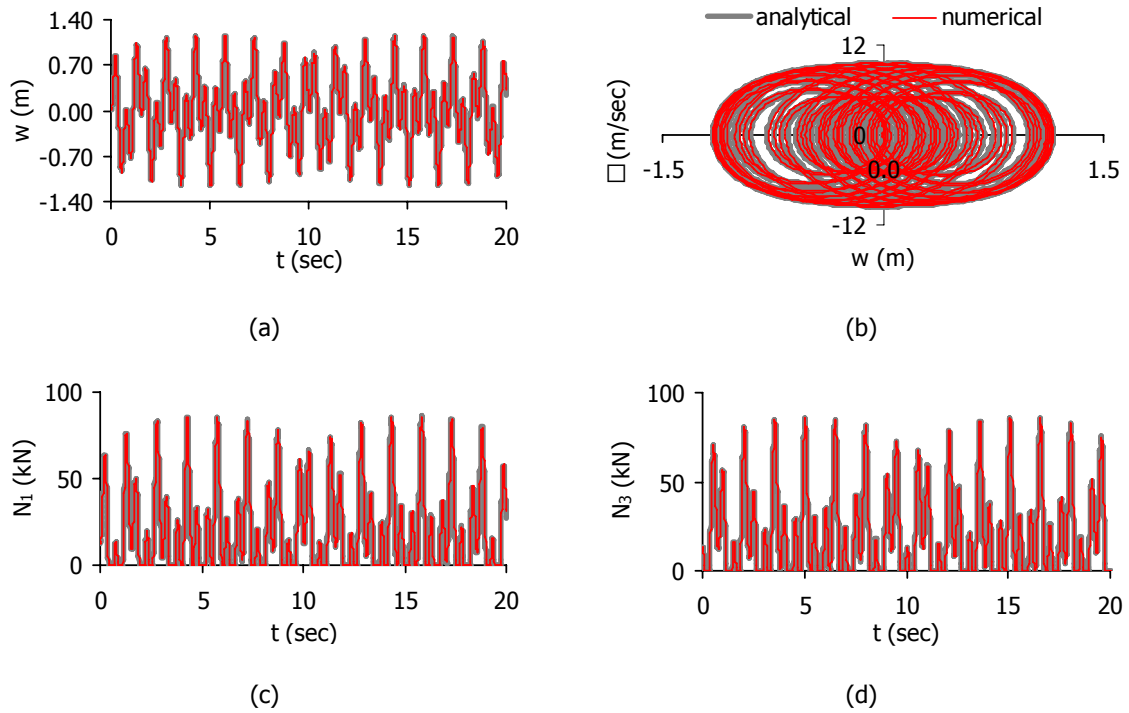 1.40
0.70
0.00
-0.70
-1.40
w (m)
0 5 10 15 20
t (sec)
(a)
analytical numerical
12
0
-12
-1.5 0.0 1.5
□ (m/sec)
w (m)
(b)
100
50
0
N₁ (kN)
0 5 10 15 20
t (sec)
(c)
100
50
0
N₃ (kN)
0 5 10 15 20
t (sec)
(d)